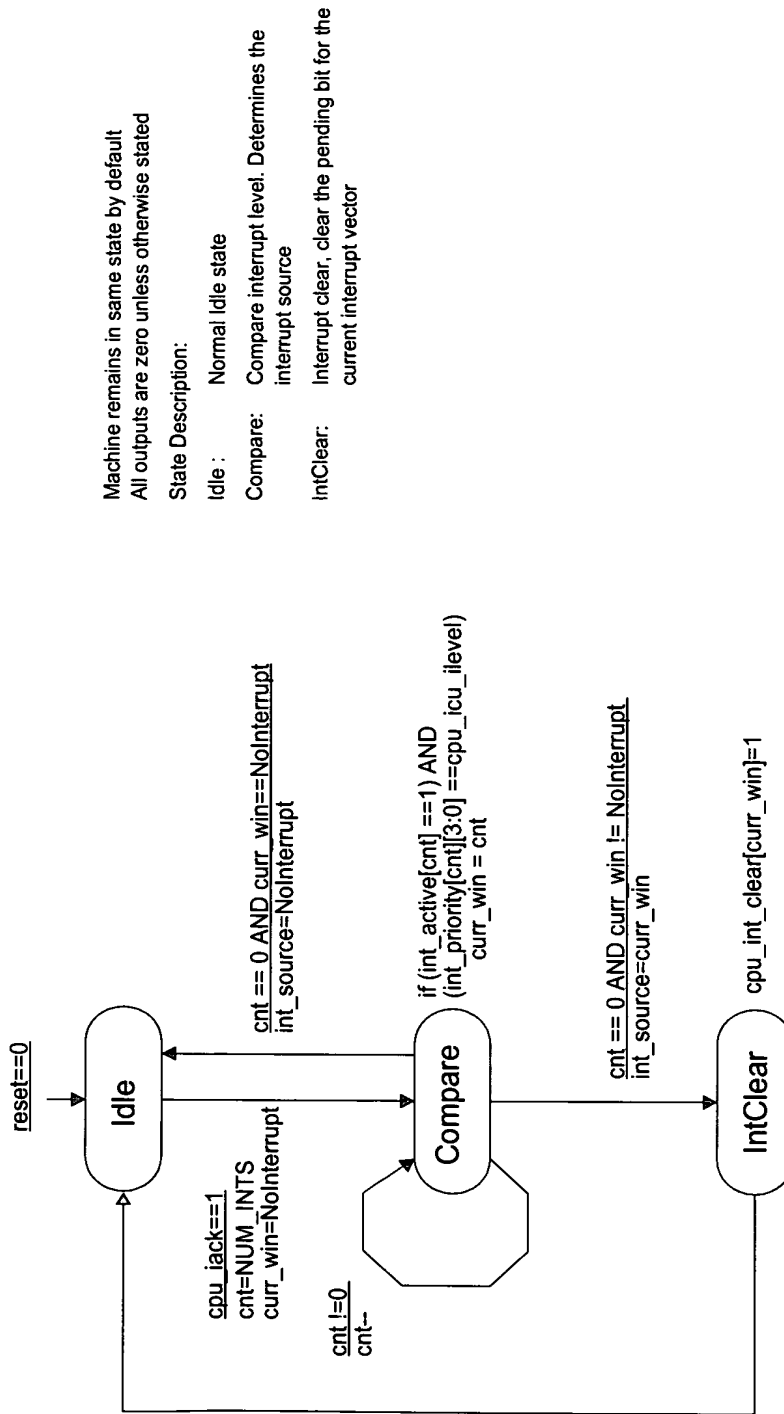 reset==0
Idle
cpu_iack==1
cnt=NUM_INTS
curr_win=NoInterrupt
cnt == 0 AND curr_win==NoInterrupt
int_source=NoInterrupt
cnt !=0
cnt--
Compare
if (int_active[cnt] ==1) AND
(int_priority[cnt][3:0] ==cpu_icu_ilevel)
curr_win = cnt
cnt == 0 AND curr_win != NoInterrupt
int_source=curr_win
IntClear
cpu_int_clear[curr_win]=1
Machine remains in same state by default
All outputs are zero unless otherwise stated
State Description:
Idle : Normal Idle state
Compare: Compare interrupt level. Determines the
interrupt source
IntClear: Interrupt clear, clear the pending bit for the
current interrupt vector